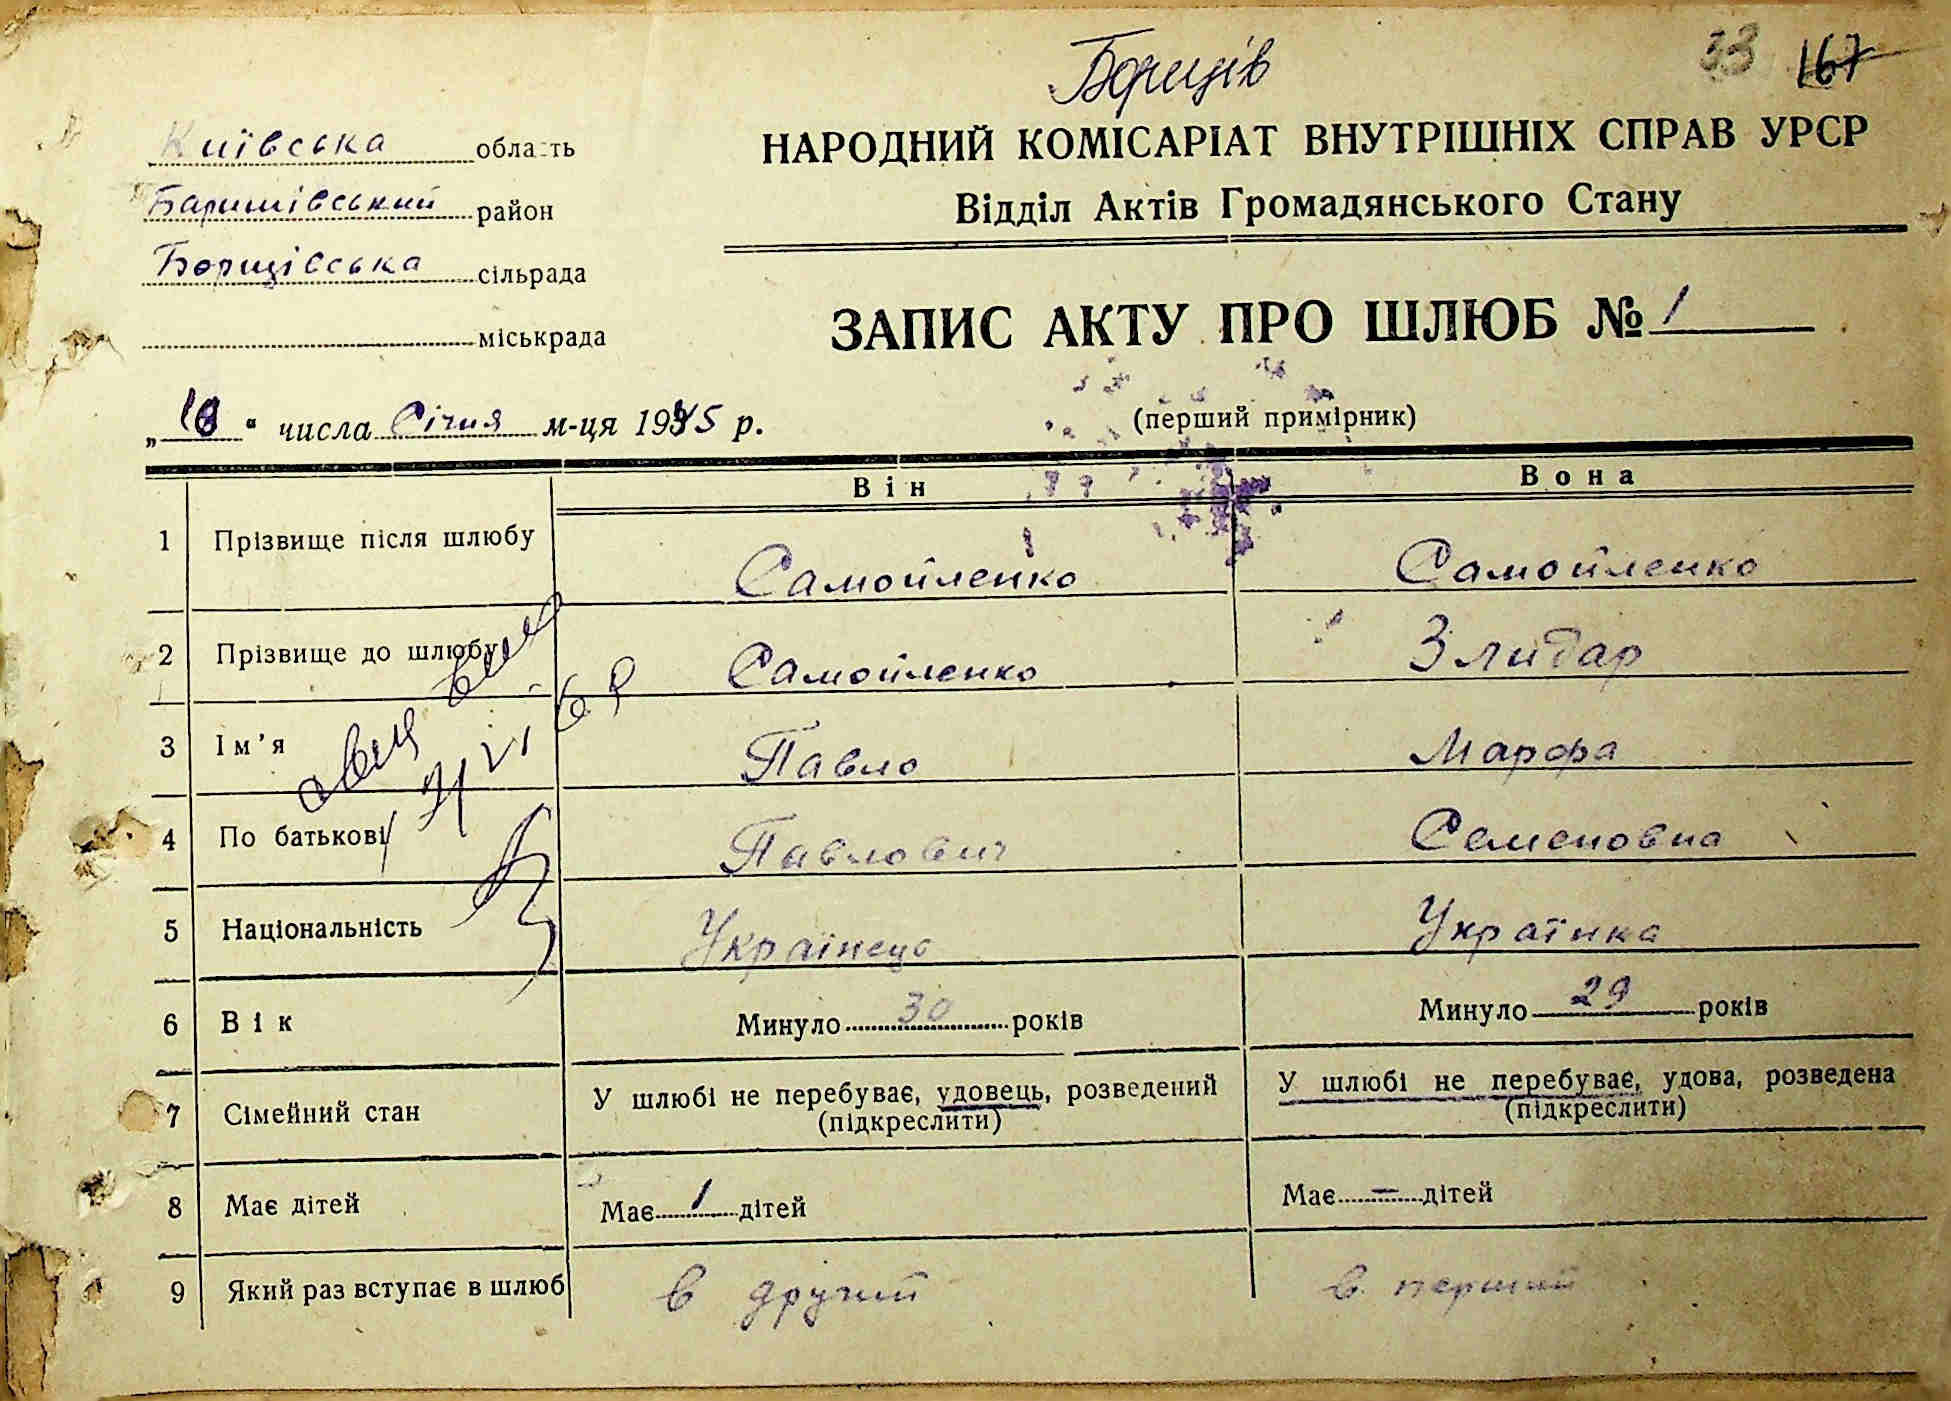 Борщів
33 167
Київська область
Баришівський район
Борщівська сільрада
міськрада
НАРОДНИЙ КОМІСАРІАТ ВНУТРІШНІХ СПРАВ УРСР
Відділ Актів Громадянського Стану
ЗАПИС АКТУ ПРО ШЛЮБ № 1
(перший примірник)
" числа Січня м-ця 1945 р.
Він Вона
1 Прізвище після шлюбу Самойленко Самойленко
2 Прізвище до шлюбу Самойленко Злидар
3 Ім'я Павло Марфа
4 По батькові Павлович Семеновна
5 Національність Українець Українка
6 Вік Минуло 30 років Минуло 29 років
7 Сімейний стан У шлюбі не перебуває, удовець, розведений (підкреслити) У шлюбі не перебуває, удова, розведена (підкреслити)
8 Має дітей Має 1 дітей Має — дітей
9 Який раз вступає в шлюб в другий в перший